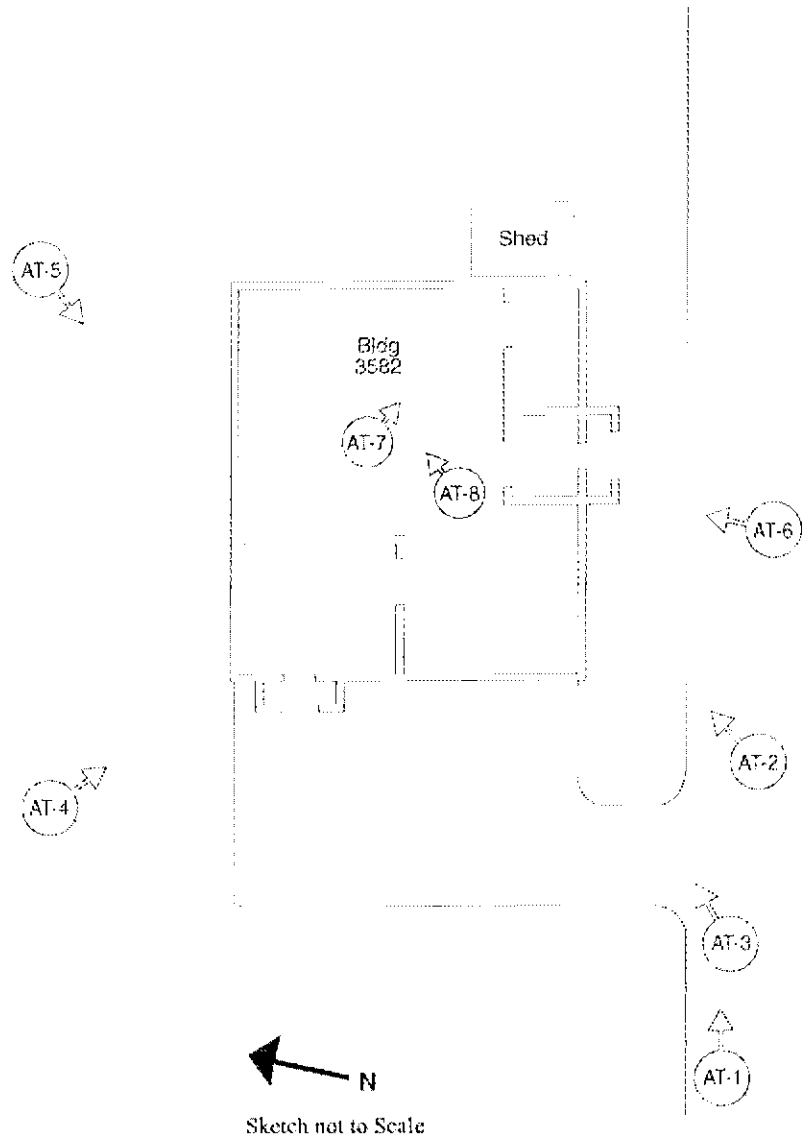 Shed
AT-5
Bldg
3582
AT-7
AT-8
AT-6
AT-2
AT-4
AT-3
N
AT-1
Sketch not to Scale